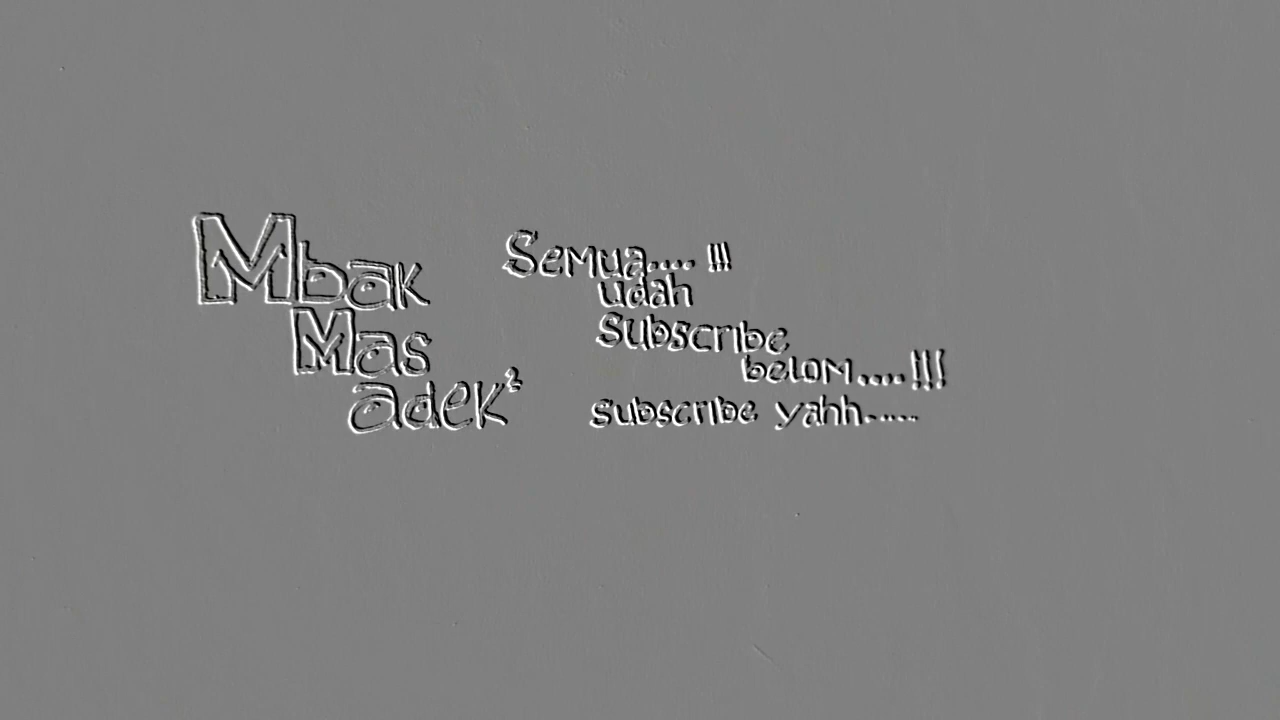 Mbak
Mas
adek²
Semua.... !!!
udah
Subscribe
belom....!!!
subscribe yahh......